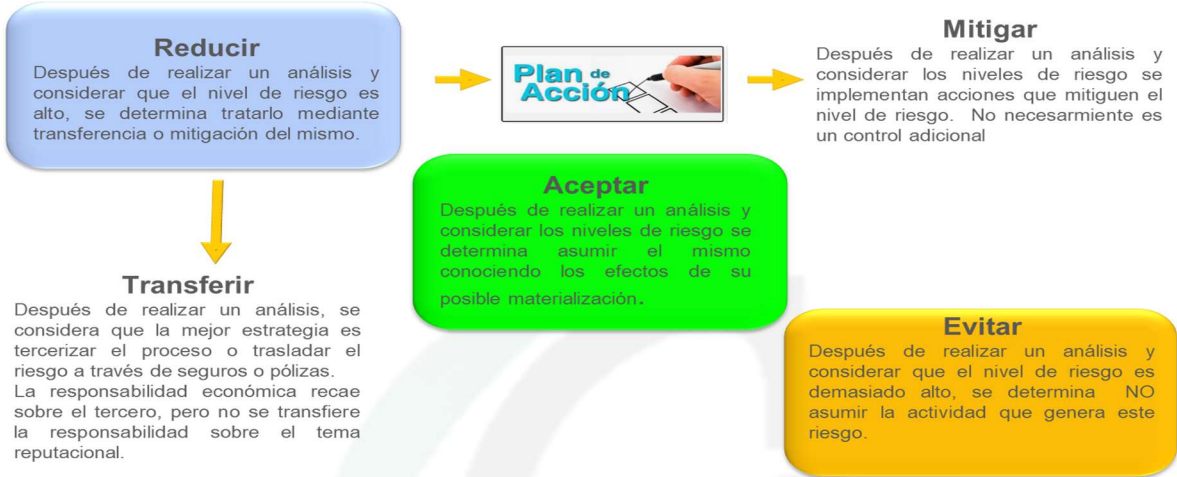 Reducir
Después de realizar un análisis y
considerar que el nivel de riesgo es
alto, se determina tratarlo mediante
transferencia o mitigación del mismo.
Plan de
Acción
Mitigar
Después de realizar un análisis y
considerar los niveles de riesgo se
implementan acciones que mitiguen el
nivel de riesgo. No necesarmiente es
un control adicional
Aceptar
Después de realizar un análisis y
considerar los niveles de riesgo se
determina asumir el mismo
conociendo los efectos de su
posible materialización.
Transferir
Después de realizar un análisis, se
considera que la mejor estrategia es
tercerizar el proceso o trasladar el
riesgo a través de seguros o pólizas.
La responsabilidad económica recae
sobre el tercero, pero no se transfiere
la responsabilidad sobre el tema
reputacional.
Evitar
Después de realizar un análisis y
considerar que el nivel de riesgo es
demasiado alto, se determina NO
asumir la actividad que genera este
riesgo.